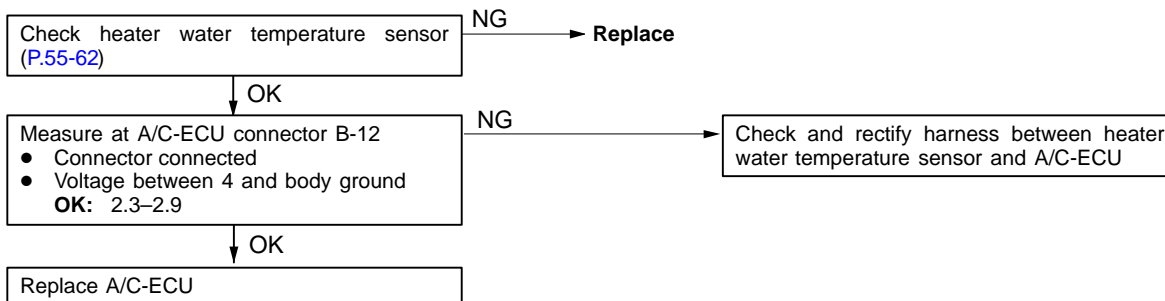 Check heater water temperature sensor
(P.55-62)
NG
Replace
OK
Measure at A/C-ECU connector B-12
● Connector connected
● Voltage between 4 and body ground
OK: 2.3–2.9
NG
Check and rectify harness between heater
water temperature sensor and A/C-ECU
OK
Replace A/C-ECU